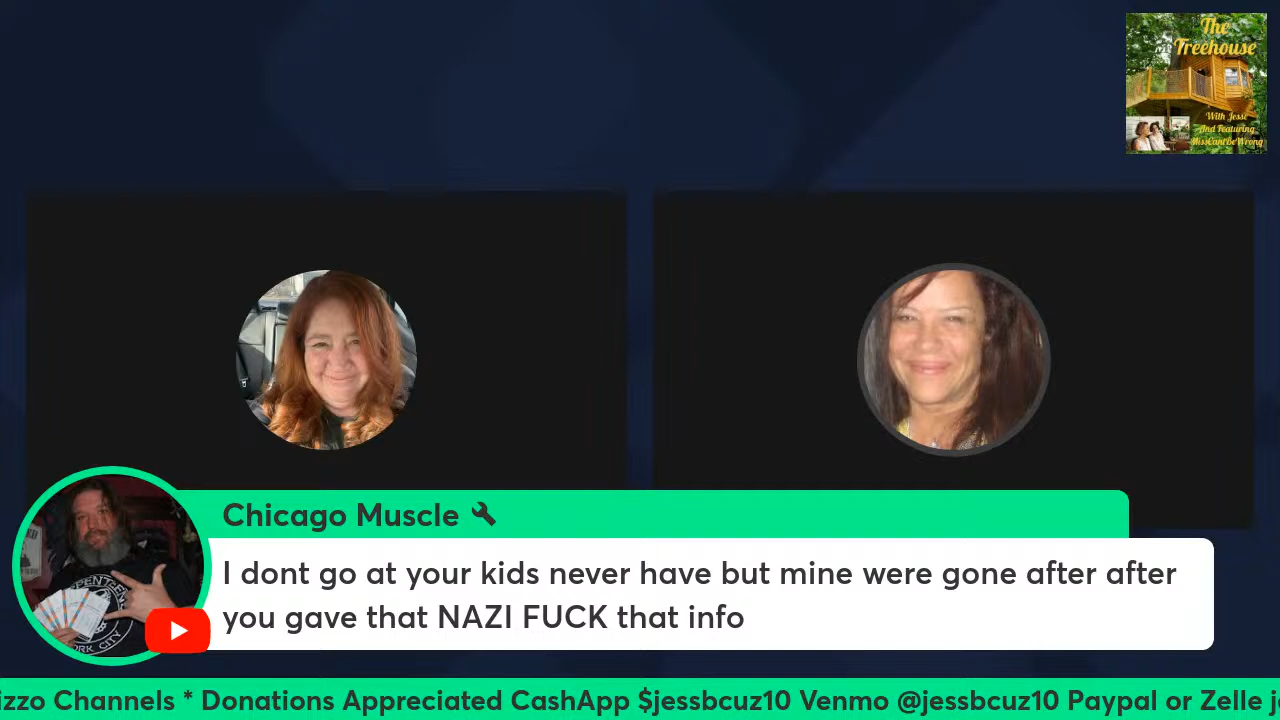 The
Treehouse
With Jesse
And Featuring
MissCantBeWrong
Chicago Muscle
I dont go at your kids never have but mine were gone after after
you gave that NAZI FUCK that info
izzo Channels * Donations Appreciated CashApp $jessbcuz10 Venmo @jessbcuz10 Paypal or Zelle